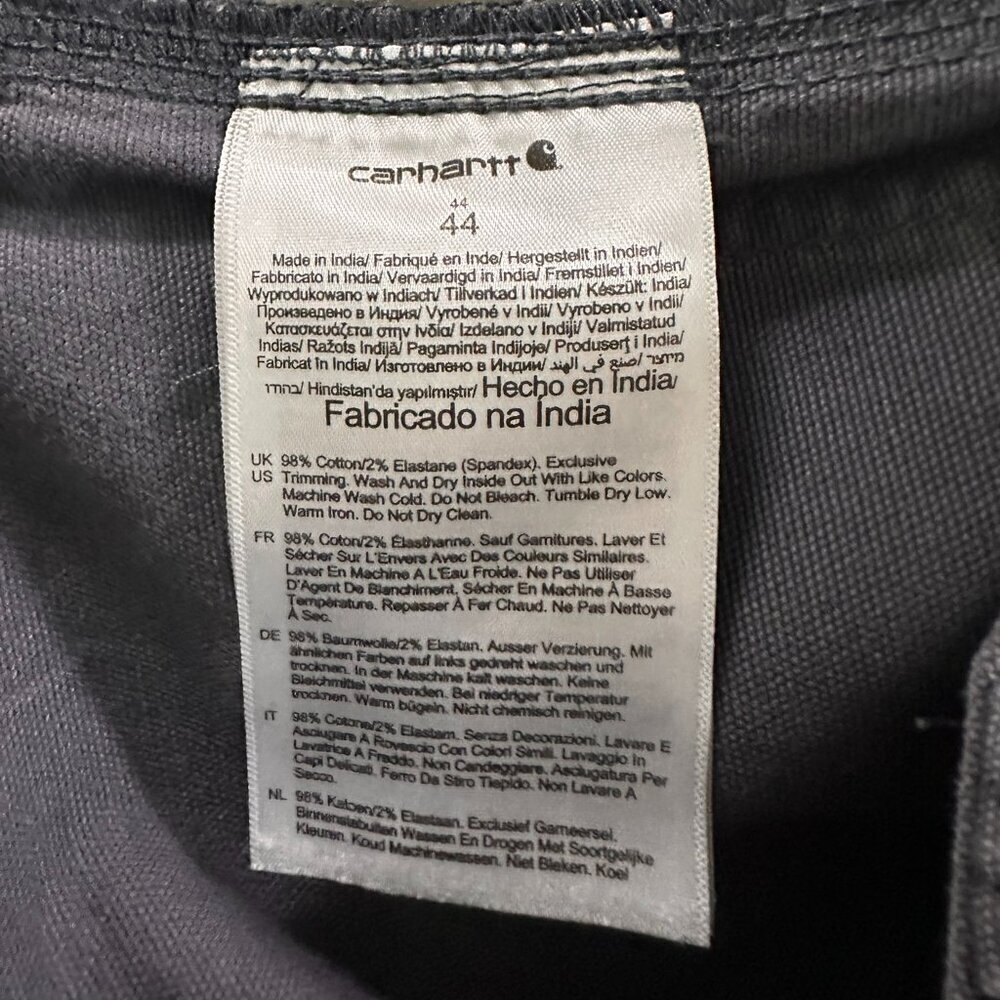 carhartt
44
44
Made in India/ Fabriqué en Inde/ Hergestellt in Indien/
Fabbricato in India/ Vervaardigd in India/ Fremstillet i Indien/
Wyprodukowano w Indiach/ Tillverkad I Indien/ Készült: India/
Произведено в Индия/ Vyrobené v Indii/ Vyrobeno v Indii/
Κατασκευάζεται στην Ινδία/ Izdelano v Indiji/ Valmistatud
Indias/ Ražots Indijā/ Pagaminta Indijoje/ Produsert i India/
Fabricat în India/ Изготовлено в Индии/ صنع في الهند/ מיוצר
בהודו/ Hindistan'da yapılmıştır/ Hecho en India/
Fabricado na Índia
UK 98% Cotton/2% Elastane (Spandex). Exclusive
US Trimming. Wash And Dry Inside Out With Like Colors.
Machine Wash Cold. Do Not Bleach. Tumble Dry Low.
Warm Iron. Do Not Dry Clean.
FR 98% Coton/2% Élasthanne. Sauf Garnitures. Laver Et
Sécher Sur L'Envers Avec Des Couleurs Similaires.
Laver En Machine A L'Eau Froide. Ne Pas Utiliser
D'Agent De Blanchiment. Sécher En Machine À Basse
Température. Repasser À Fer Chaud. Ne Pas Nettoyer
À Sec.
DE 98% Baumwolle/2% Elastan. Ausser Verzierung. Mit
ähnlichen Farben auf links gedreht waschen und
trocknen. In der Maschine kalt waschen. Keine
Bleichmittel verwenden. Bei niedriger Temperatur
trocknen. Warm bügeln. Nicht chemisch reinigen.
IT 98% Cotone/2% Elastam. Senza Decorazioni. Lavare E
Asciugare A Rovescio Con Colori Simili. Lavaggio In
Lavatrice A Freddo. Non Candeggiare. Asciugatura Per
Capi Delicati. Ferro Da Stiro Tiepido. Non Lavare A
Secco.
NL 98% Katoen/2% Elastaan. Exclusief Garneersel.
Binnenstebuiten Wassen En Drogen Met Soortgelijke
Kleuren. Koud Machinewassen. Niet Bleken. Koel